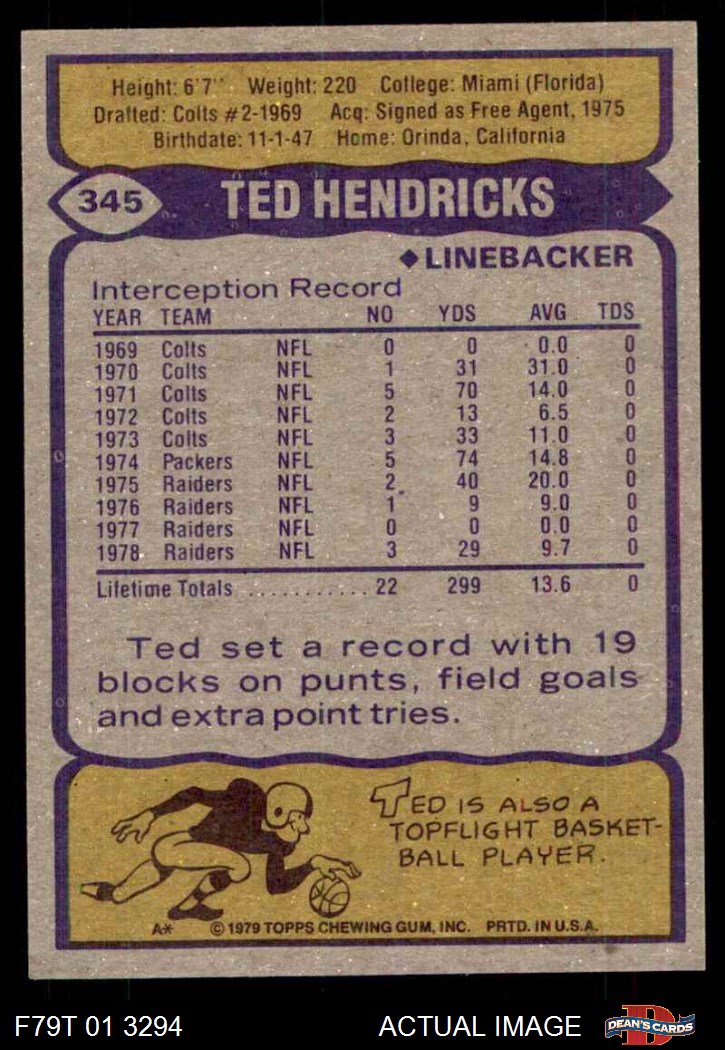 Height: 6'7" Weight: 220 College: Miami (Florida)
Drafted: Colts #2-1969 Acq: Signed as Free Agent, 1975
Birthdate: 11-1-47 Home: Orinda, California
345 TED HENDRICKS
◆LINEBACKER
Interception Record
YEAR TEAM NO YDS AVG TDS
1969 Colts NFL 0 0 0.0 0
1970 Colts NFL 1 31 31.0 0
1971 Colts NFL 5 70 14.0 0
1972 Colts NFL 2 13 6.5 0
1973 Colts NFL 3 33 11.0 0
1974 Packers NFL 5 74 14.8 0
1975 Raiders NFL 2 40 20.0 0
1976 Raiders NFL 1 9 9.0 0
1977 Raiders NFL 0 0 0.0 0
1978 Raiders NFL 3 29 9.7 0
Lifetime Totals ........... 22 299 13.6 0
Ted set a record with 19
blocks on punts, field goals
and extra point tries.
TED IS ALSO A
TOPFLIGHT BASKET-
BALL PLAYER.
A* © 1979 TOPPS CHEWING GUM, INC. PRTD. IN U.S.A.
F79T 01 3294 ACTUAL IMAGE D DEAN'S CARDS